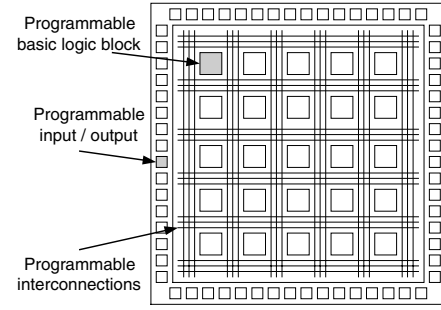 Programmable
basic logic block
Programmable
input / output
Programmable
interconnections